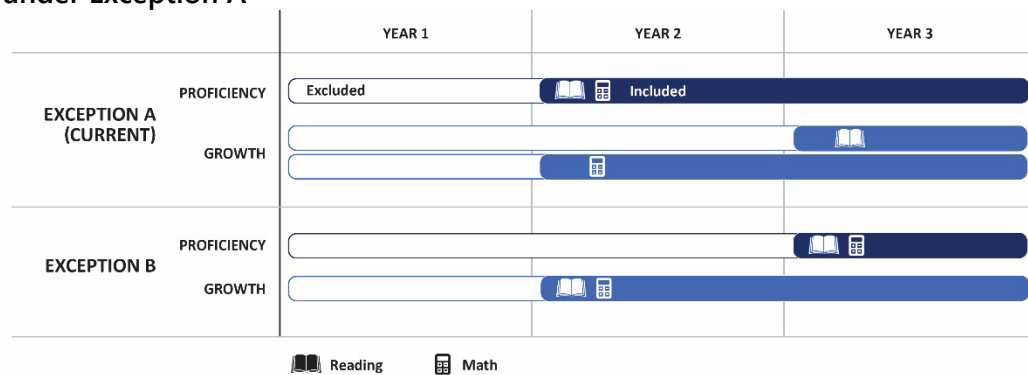 under Exception A
YEAR 1 YEAR 2 YEAR 3
PROFICIENCY Excluded Included
EXCEPTION A
(CURRENT)
GROWTH
PROFICIENCY
EXCEPTION B
GROWTH
Reading Math